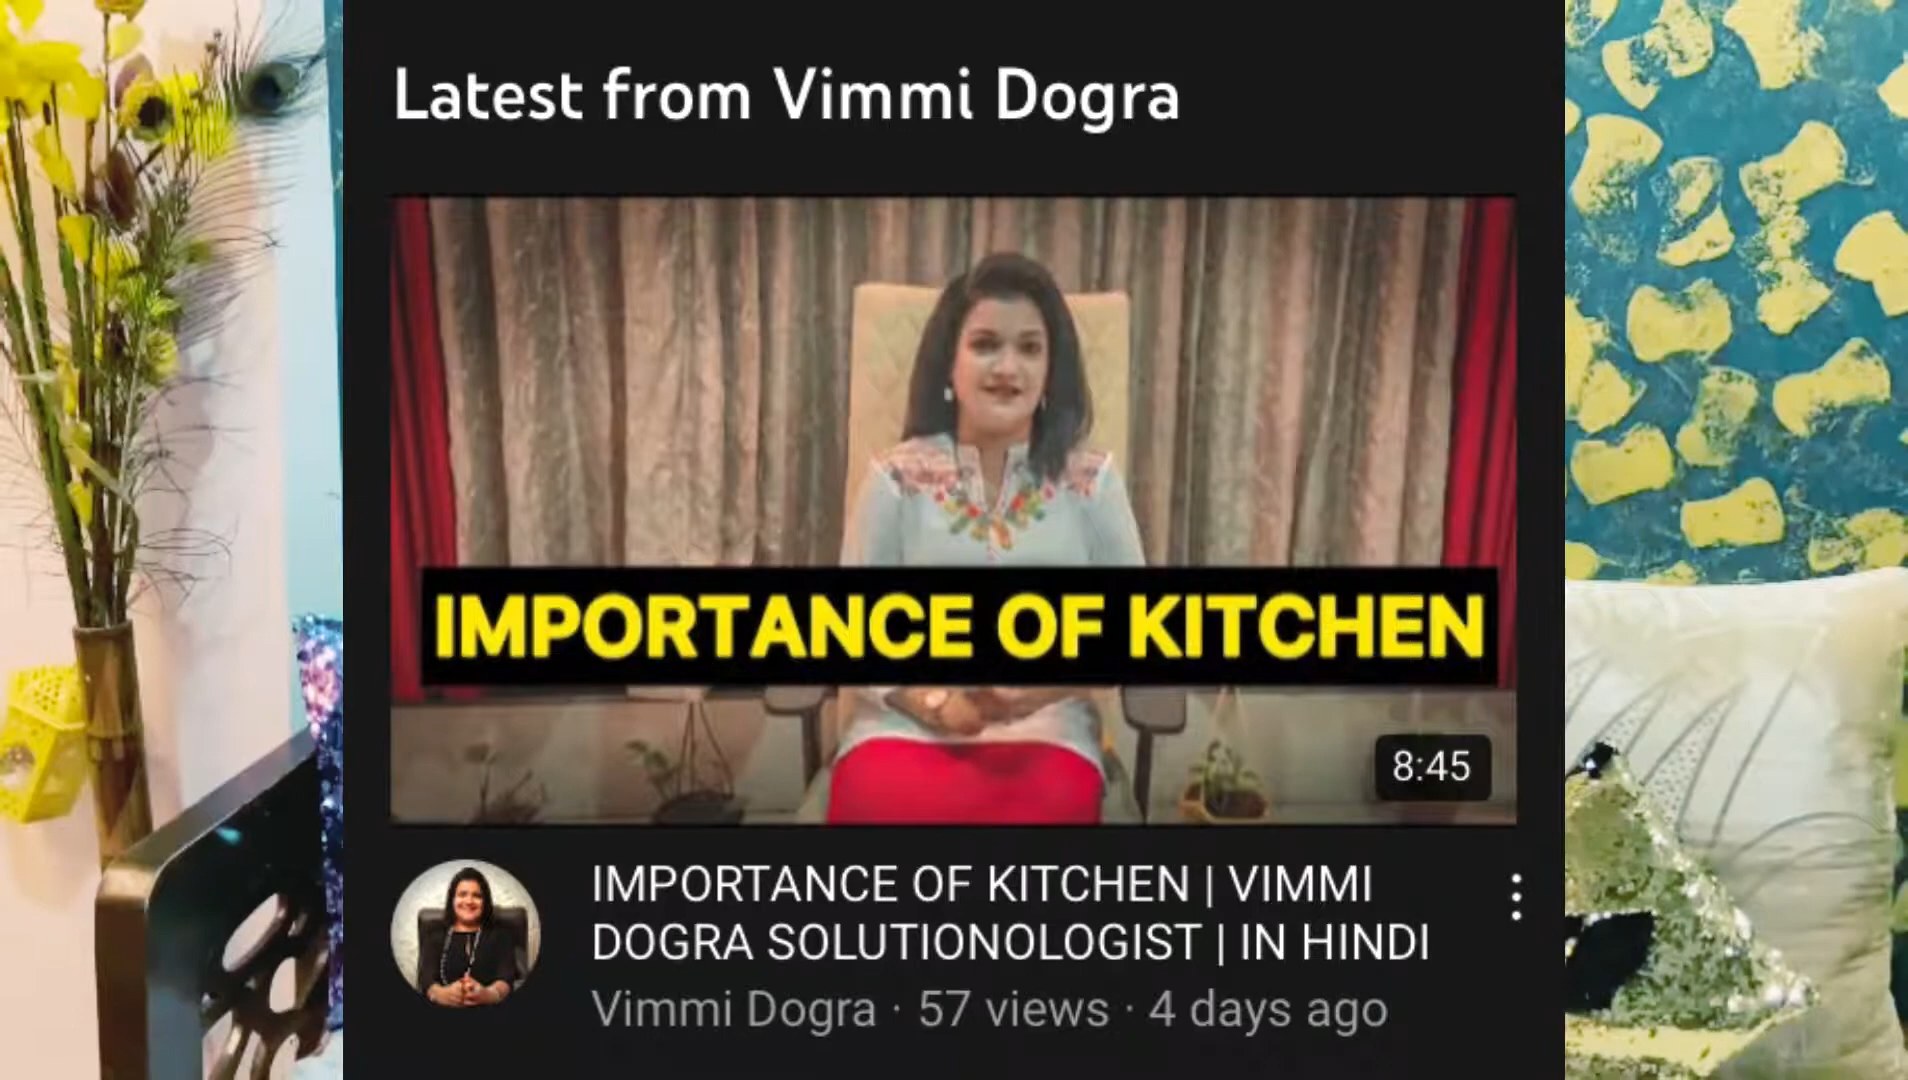 Latest from Vimmi Dogra
IMPORTANCE OF KITCHEN
8:45
IMPORTANCE OF KITCHEN | VIMMI
DOGRA SOLUTIONOLOGIST | IN HINDI
Vimmi Dogra · 57 views · 4 days ago